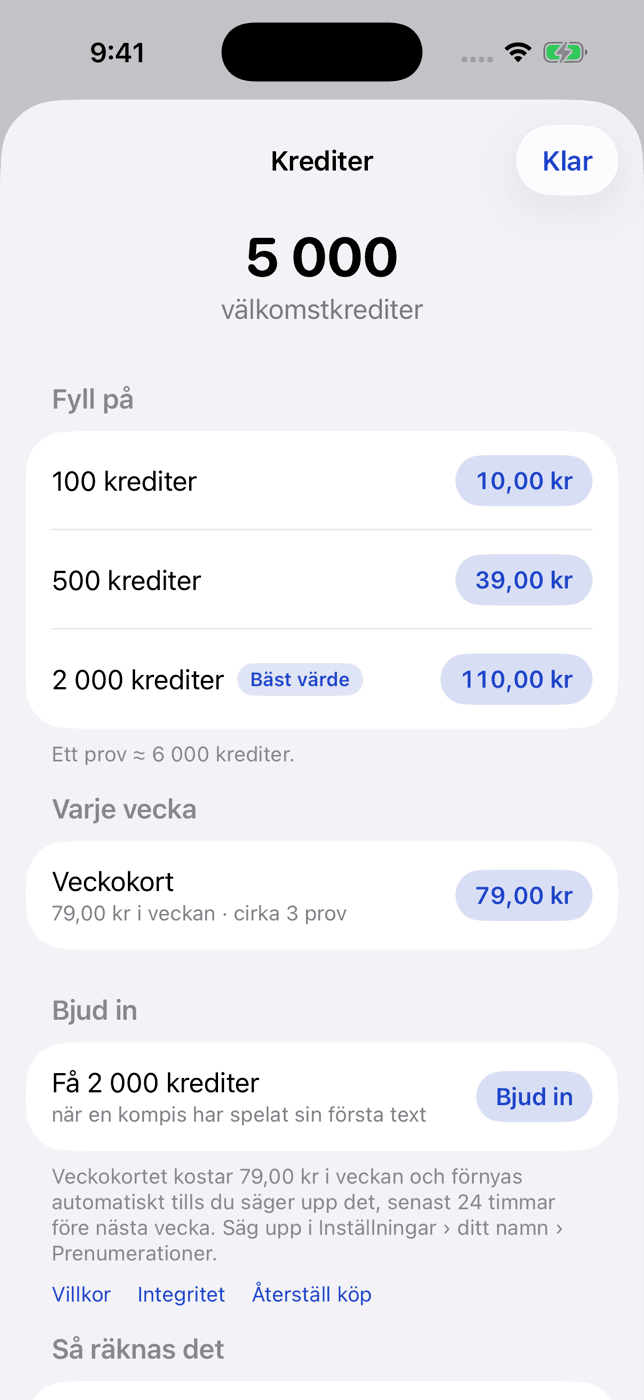 9:41
Krediter
Klar
5 000
välkomstkrediter
Fyll på
100 krediter
10,00 kr
500 krediter
39,00 kr
2 000 krediter
Bäst värde
110,00 kr
Ett prov ≈ 6 000 krediter.
Varje vecka
Veckokort
79,00 kr i veckan · cirka 3 prov
79,00 kr
Bjud in
Få 2 000 krediter
när en kompis har spelat sin första text
Bjud in
Veckokortet kostar 79,00 kr i veckan och förnyas
automatiskt tills du säger upp det, senast 24 timmar
före nästa vecka. Säg upp i Inställningar › ditt namn ›
Prenumerationer.
Villkor Integritet Återställ köp
Så räknas det